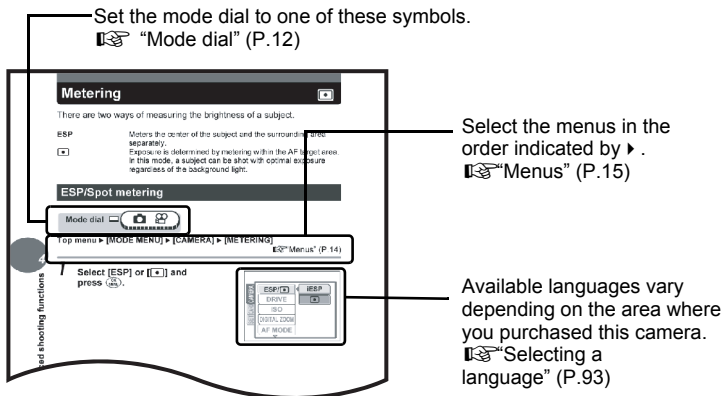 Set the mode dial to one of these symbols.
“Mode dial” (P.12)
Metering
There are two ways of measuring the brightness of a subject.
ESP Meters the center of the subject and the surrounding area
separately.
Exposure is determined by metering within the AF target area.
In this mode, a subject can be shot with optimal exposure
regardless of the background light.
ESP/Spot metering
Mode dial
Top menu ▸ [MODE MENU] ▸ [CAMERA] ▸ [METERING]
“Menus” (P.14)
4
1 Select [ESP] or [ ] and
press
ced shooting functions
ESP/ iESP
DRIVE
ISO
DIGITAL ZOOM
AF MODE
Select the menus in the
order indicated by ▸ .
“Menus” (P.15)
Available languages vary
depending on the area where
you purchased this camera.
“Selecting a
language” (P.93)